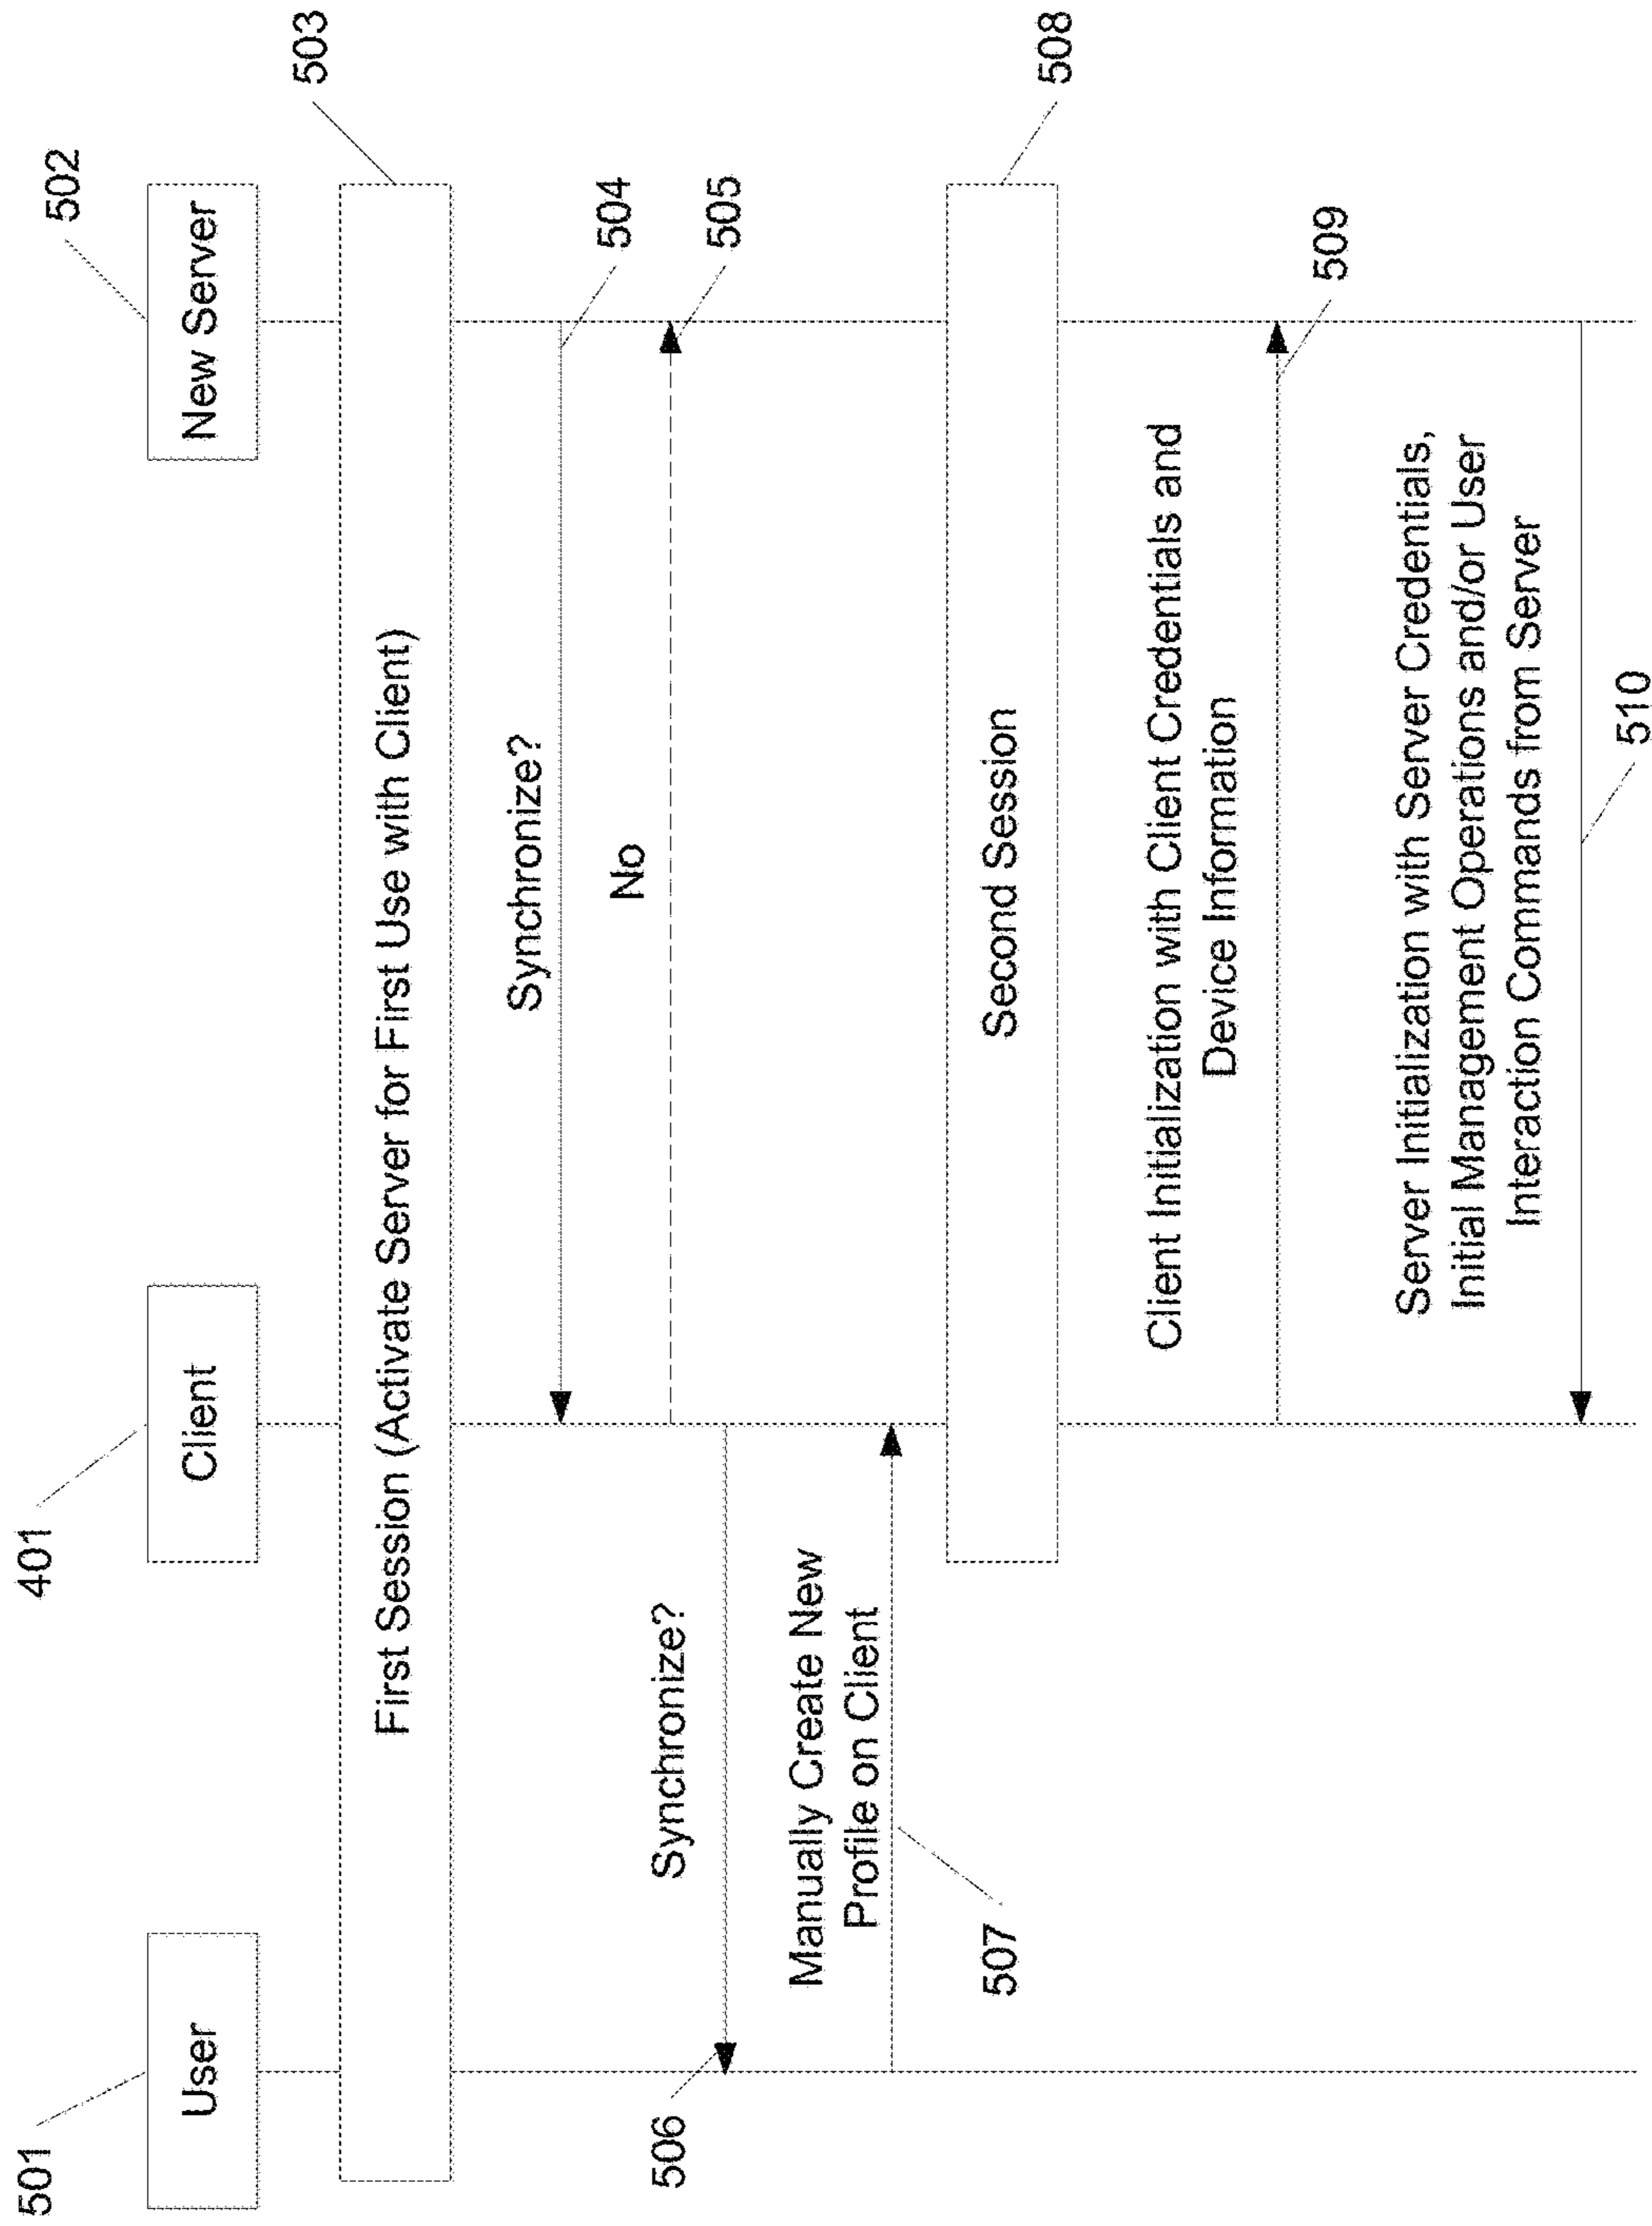 501
401
502
User
Client
New Server
503
First Session (Activate Server for First Use with Client)
Synchronize?
504
No
505
Synchronize?
506
Manually Create New
Profile on Client
507
508
Second Session
Client Initialization with Client Credentials and
Device Information
509
Server Initialization with Server Credentials,
Initial Management Operations and/or User
Interaction Commands from Server
510